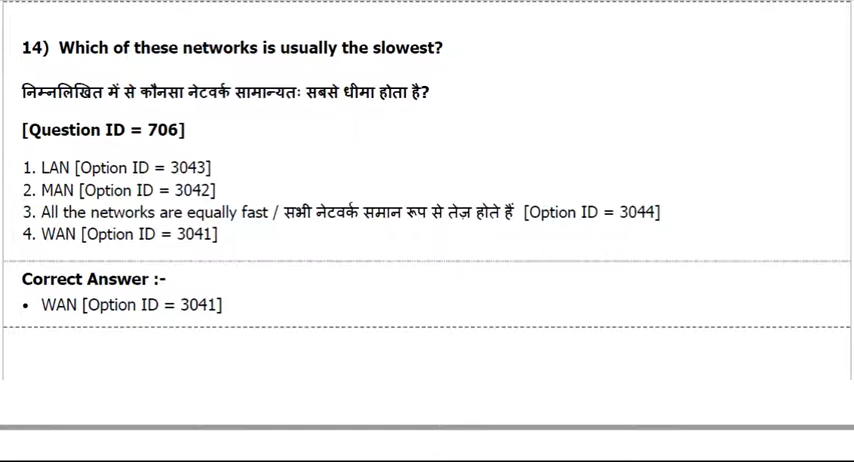 14) Which of these networks is usually the slowest?
निम्नलिखित में से कौनसा नेटवर्क सामान्यतः सबसे धीमा होता है?
[Question ID = 706]
1. LAN [Option ID = 3043]
2. MAN [Option ID = 3042]
3. All the networks are equally fast / सभी नेटवर्क समान रूप से तेज़ होते हैं [Option ID = 3044]
4. WAN [Option ID = 3041]
Correct Answer :-
• WAN [Option ID = 3041]